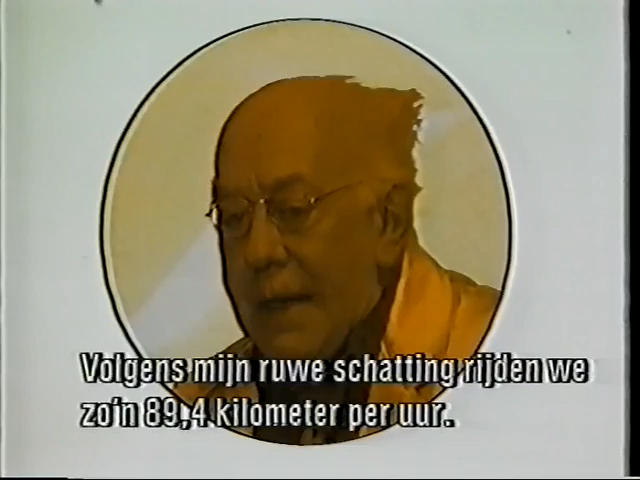 Volgens mijn ruwe schatting rijden we
zo'n 89,4 kilometer per uur.